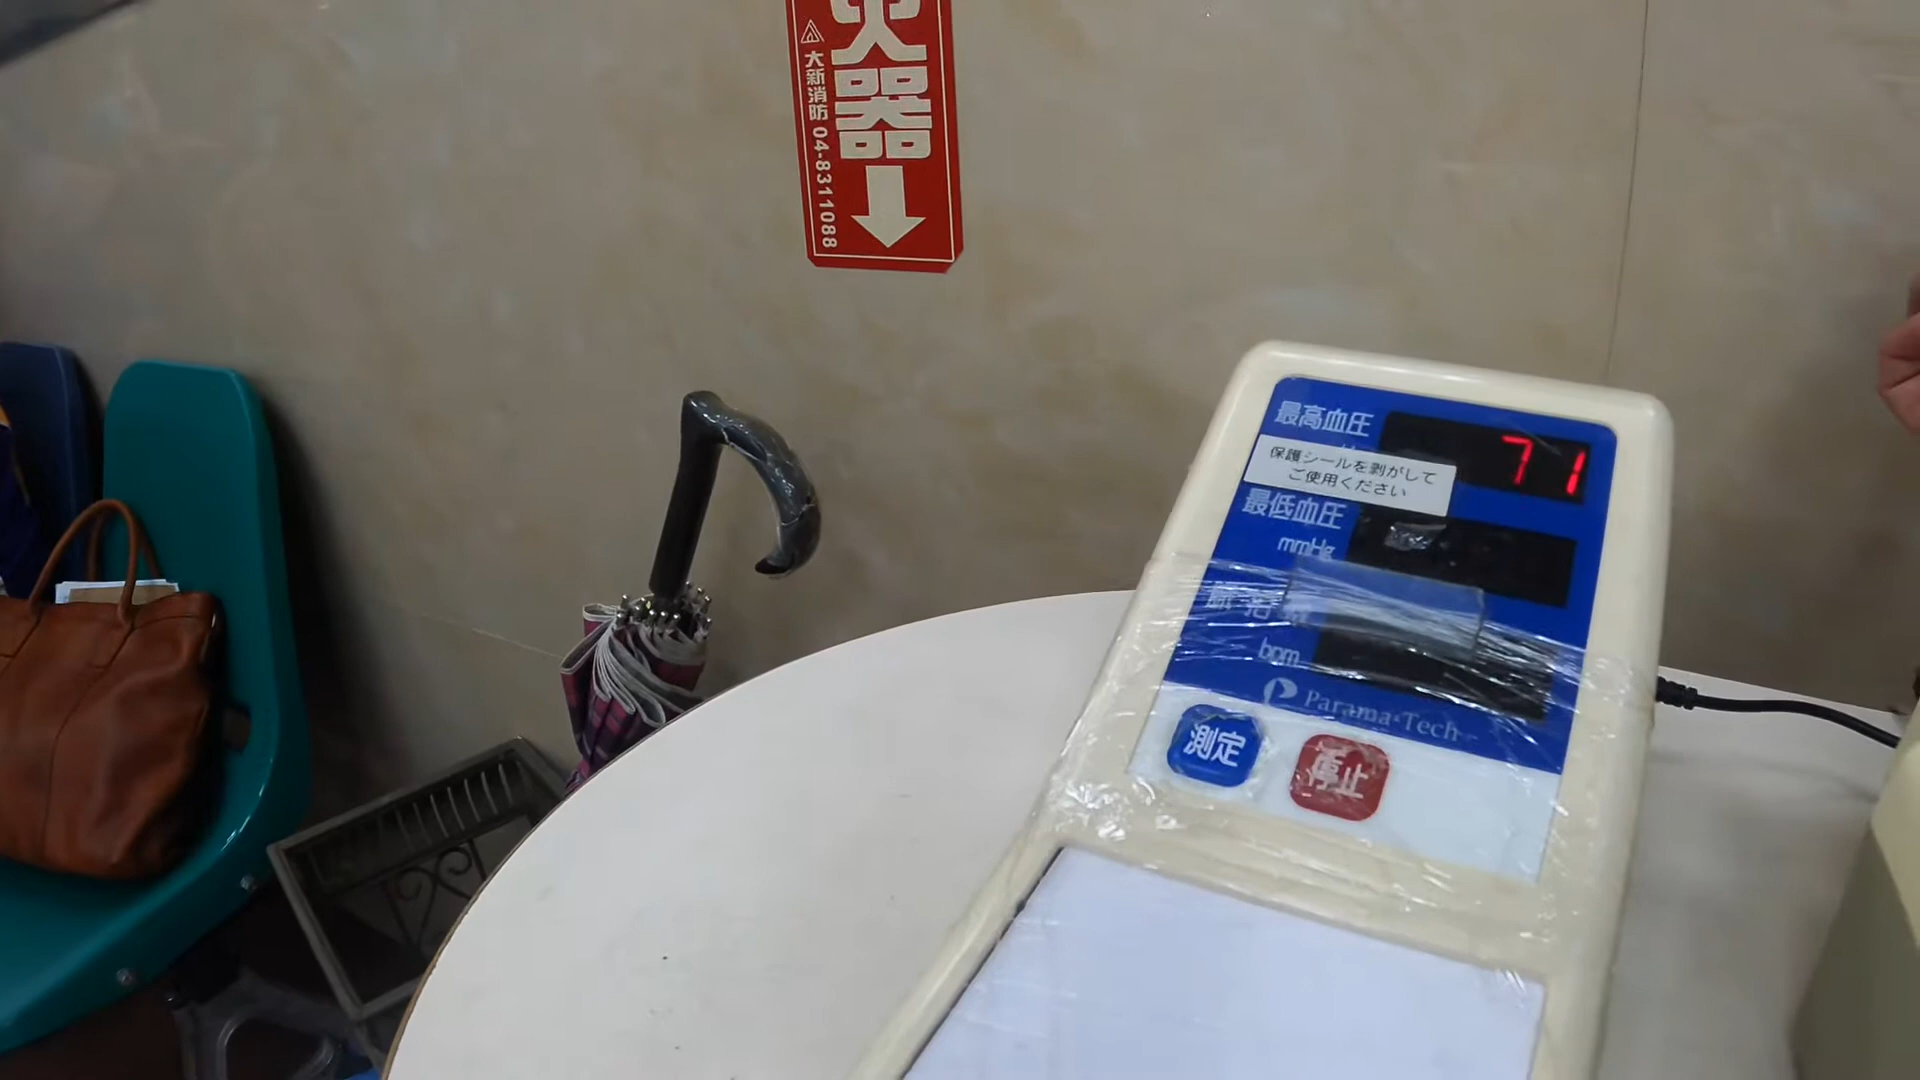 火器
大新消防 04-8311088
最高血圧
71
保護シールを剥がして
ご使用ください
最低血圧
mmHg
bpm
Parama-Tech
測定
停止